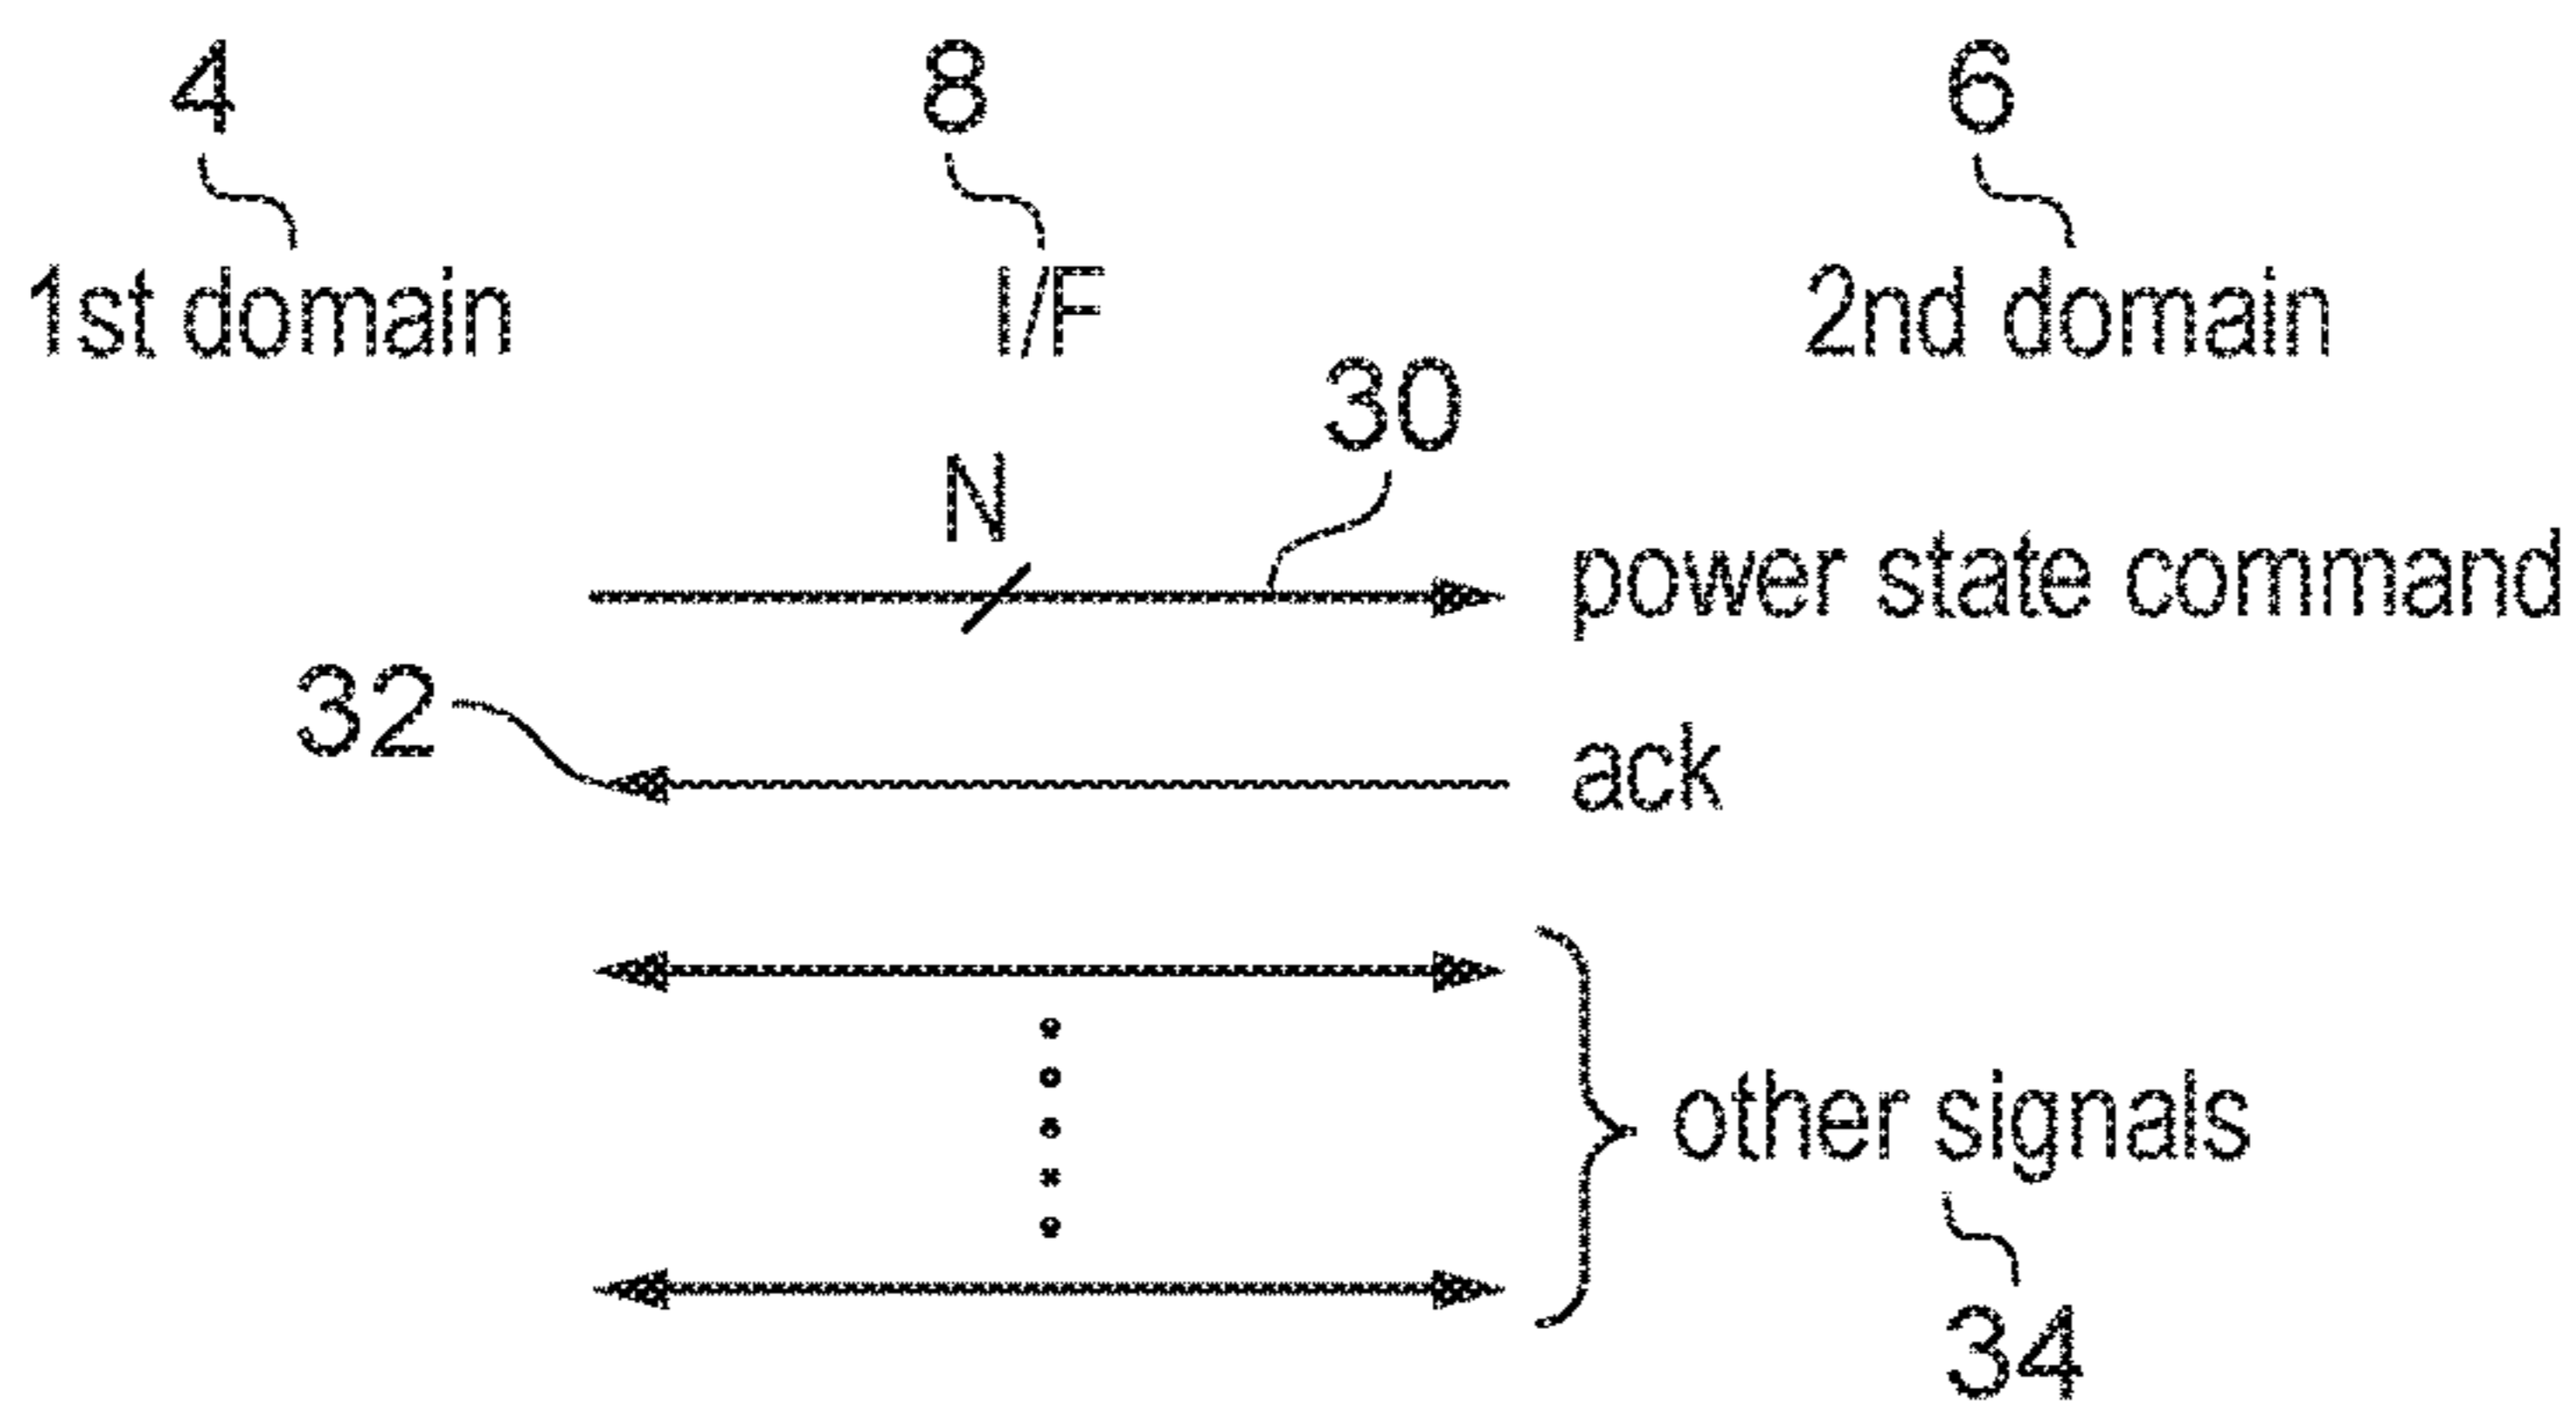 4 8 6
1st domain I/F 2nd domain
30
N
power state command
32
ack
other signals
34